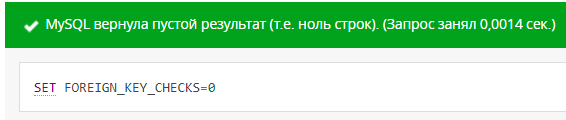 MySQL вернула пустой результат (т.е. ноль строк). (Запрос занял 0,0014 сек.)
SET FOREIGN_KEY_CHECKS=0